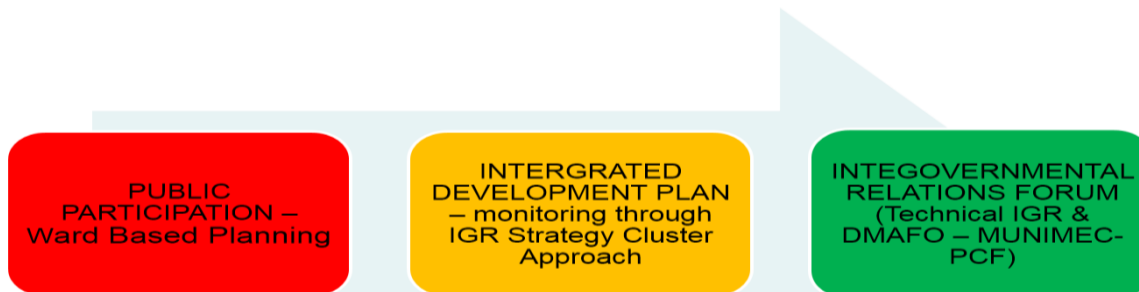 PUBLIC
PARTICIPATION –
Ward Based Planning
INTERGRATED
DEVELOPMENT PLAN
– monitoring through
IGR Strategy Cluster
Approach
INTEGOVERNMENTAL
RELATIONS FORUM
(Technical IGR &
DMAFO – MUNIMEC-
PCF)